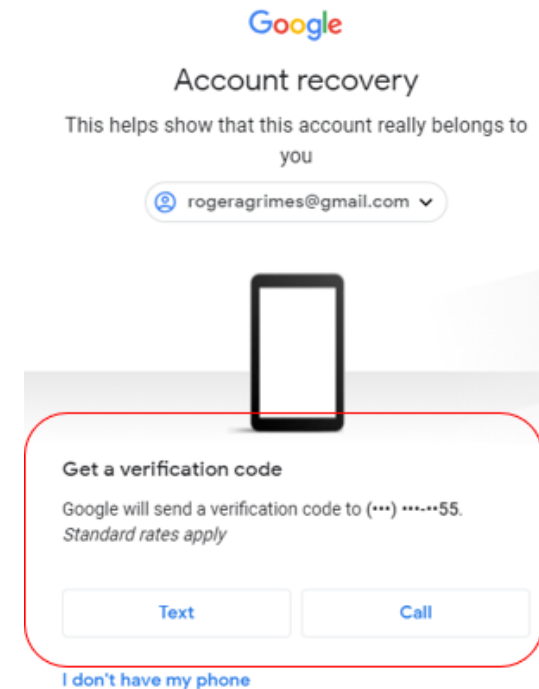 Google
Account recovery
This helps show that this account really belongs to
you
rogeragrimes@gmail.com
Get a verification code
Google will send a verification code to (•••) •••-••55.
Standard rates apply
Text
Call
I don't have my phone